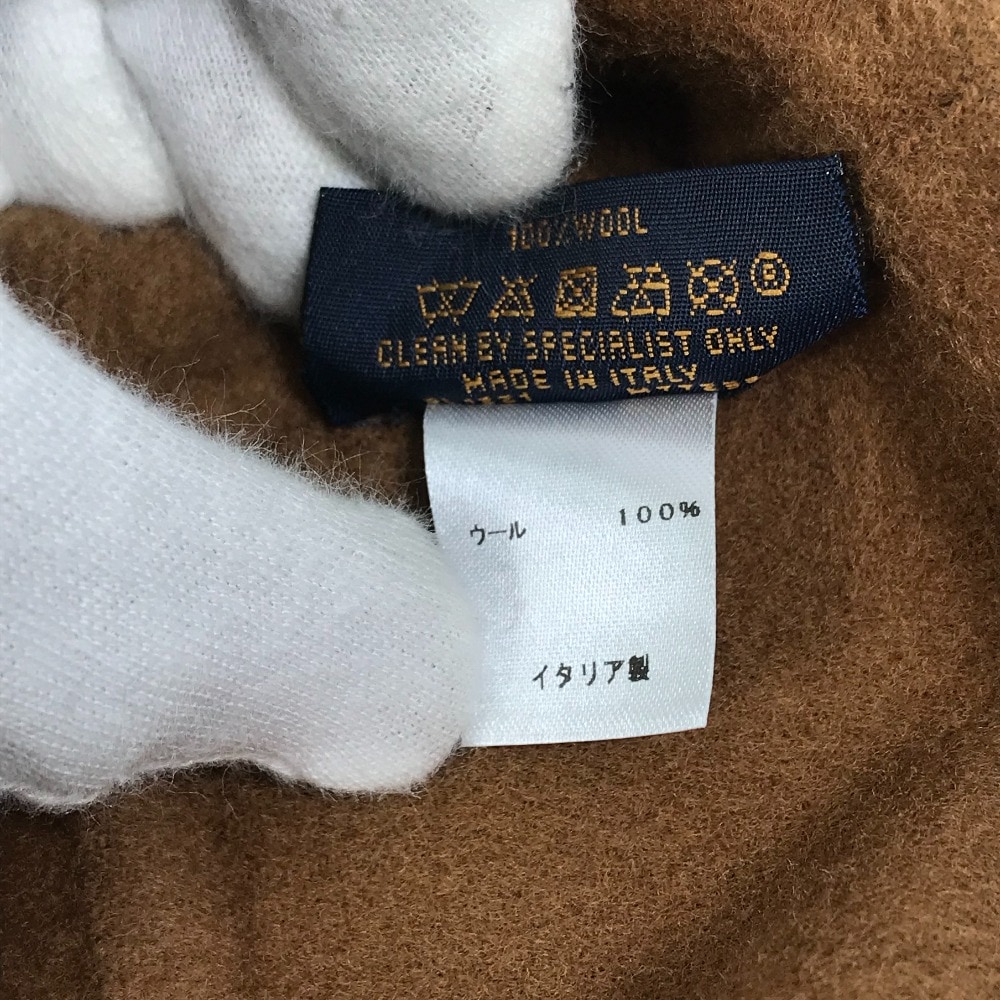 100% WOOL
CLEAN BY SPECIALIST ONLY
MADE IN ITALY
ウール 100%
イタリア製